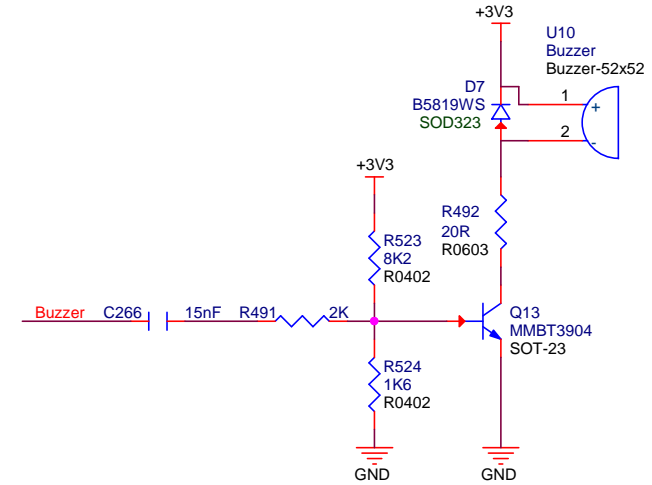 +3V3
U10
Buzzer
Buzzer-52x52
D7
B5819WS
SOD323
1
+
2
-
+3V3
R523
8K2
R0402
R492
20R
R0603
Buzzer C266 15nF R491 2K
Q13
MMBT3904
SOT-23
R524
1K6
R0402
GND
GND